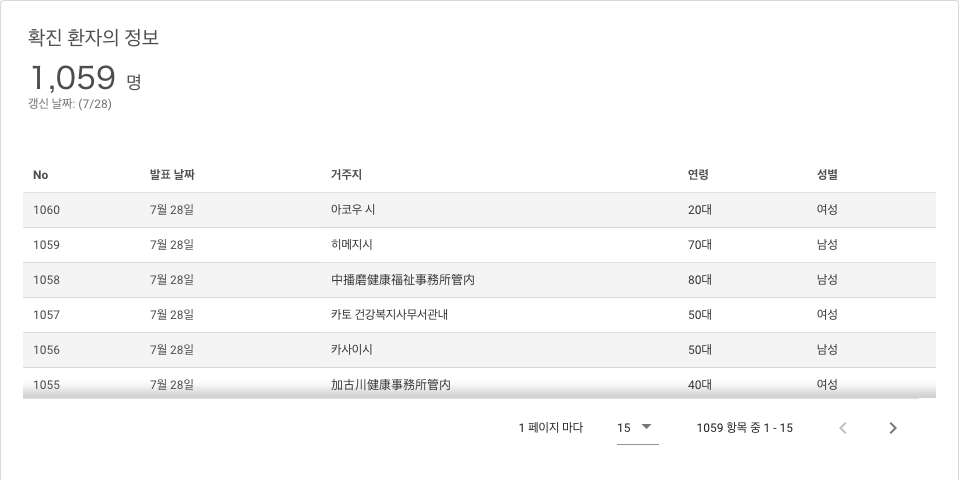 확진 환자의 정보
1,059 명
갱신 날짜: (7/28)
No 발표 날짜 거주지 연령 성별
1060 7월 28일 아코우 시 20대 여성
1059 7월 28일 히메지시 70대 남성
1058 7월 28일 中播磨健康福祉事務所管内 80대 남성
1057 7월 28일 카토 건강복지사무서관내 50대 여성
1056 7월 28일 카사이시 50대 남성
1055 7월 28일 加古川健康事務所管内 40대 여성
1 페이지 마다 15 1059 항목 중 1 - 15